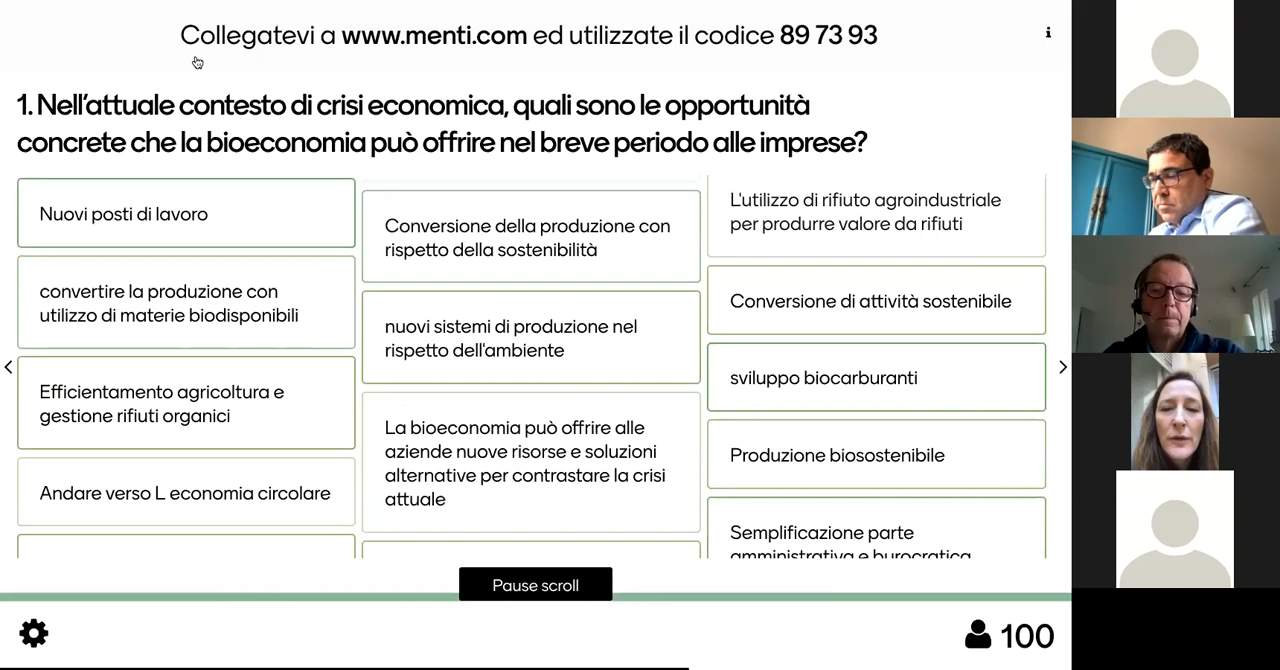 Collegatevi a www.menti.com ed utilizzate il codice 89 73 93
1. Nell'attuale contesto di crisi economica, quali sono le opportunità
concrete che la bioeconomia può offrire nel breve periodo alle imprese?
Nuovi posti di lavoro
convertire la produzione con
utilizzo di materie biodisponibili
Efficientamento agricoltura e
gestione rifiuti organici
Andare verso L economia circolare
Conversione della produzione con
rispetto della sostenibilità
nuovi sistemi di produzione nel
rispetto dell'ambiente
La bioeconomia può offrire alle
aziende nuove risorse e soluzioni
alternative per contrastare la crisi
attuale
L'utilizzo di rifiuto agroindustriale
per produrre valore da rifiuti
Conversione di attività sostenibile
sviluppo biocarburanti
Produzione biosostenibile
Semplificazione parte
amministrativa e burocratica
Pause scroll
100